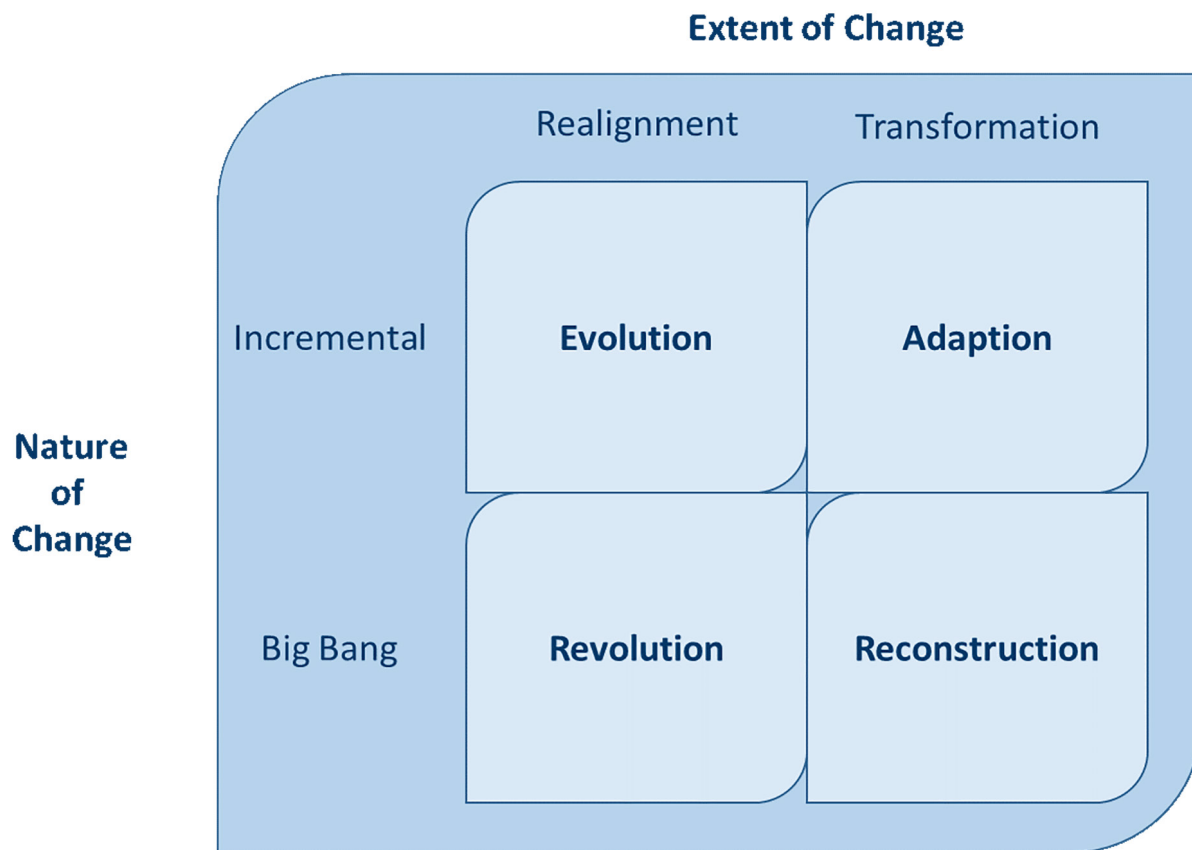 Extent of Change
Realignment
Transformation
Incremental
Evolution
Adaption
Nature
of
Change
Big Bang
Revolution
Reconstruction